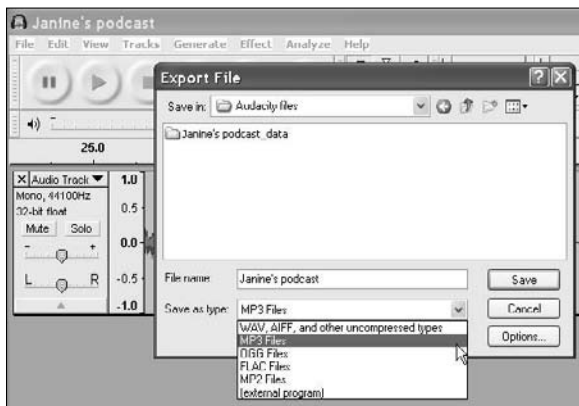 Janine's podcast
File Edit View Tracks Generate Effect Analyze Help
Export File
Save in: Audacity files
Janine's podcast_data
25.0
Audio Track
Mono, 44100Hz
32-bit float
Mute Solo
- +
L R
1.0
0.5
0.0
-0.5
-1.0
File name: Janine's podcast Save
Save as type: MP3 Files Cancel
Options...
WAV, AIFF, and other uncompressed types
MP3 Files
OGG Files
FLAC Files
MP2 Files
(external program)